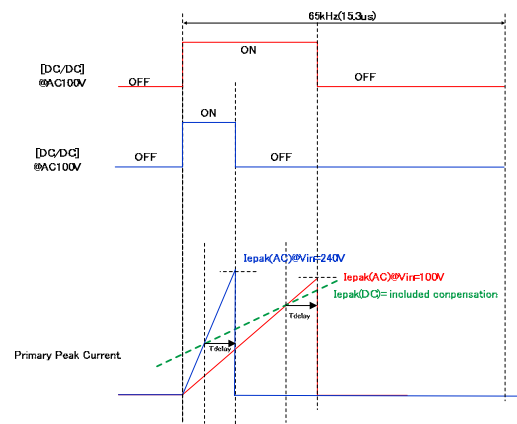 65kHz(15.3us)
ON
[DC/DC]
@AC100V
OFF
OFF
ON
[DC/DC]
@AC100V
OFF
OFF
Iepak(AC)@Vin=240V
Iepak(AC)@Vin=100V
Iepak(DC)= included conpensation
Tdelay
Tdelay
Primary Peak Current